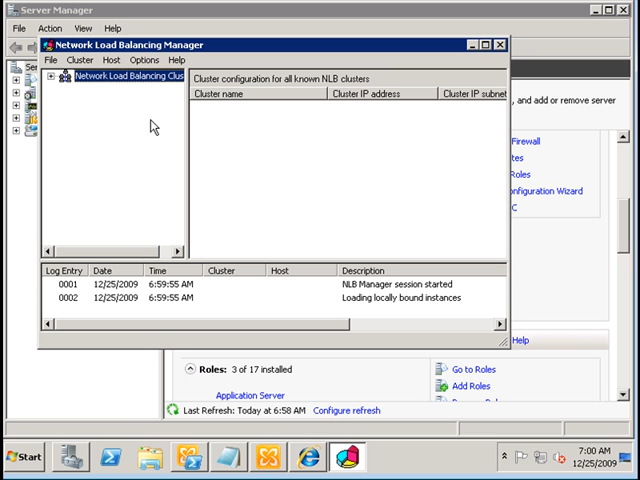 Server Manager
File Action View Help
Network Load Balancing Manager
File Cluster Host Options Help
Network Load Balancing Clus
Cluster configuration for all known NLB clusters
Cluster name Cluster IP address Cluster IP subnet
Log Entry Date Time Cluster Host Description
0001 12/25/2009 6:59:55 AM NLB Manager session started
0002 12/25/2009 6:59:55 AM Loading locally bound instances
Ser
, and add or remove server
Firewall
tes
Roles
onfiguration Wizard
C
Help
Roles: 3 of 17 installed
Go to Roles
Application Server
Add Roles
Last Refresh: Today at 6:58 AM Configure refresh
Start
7:00 AM
12/25/2009